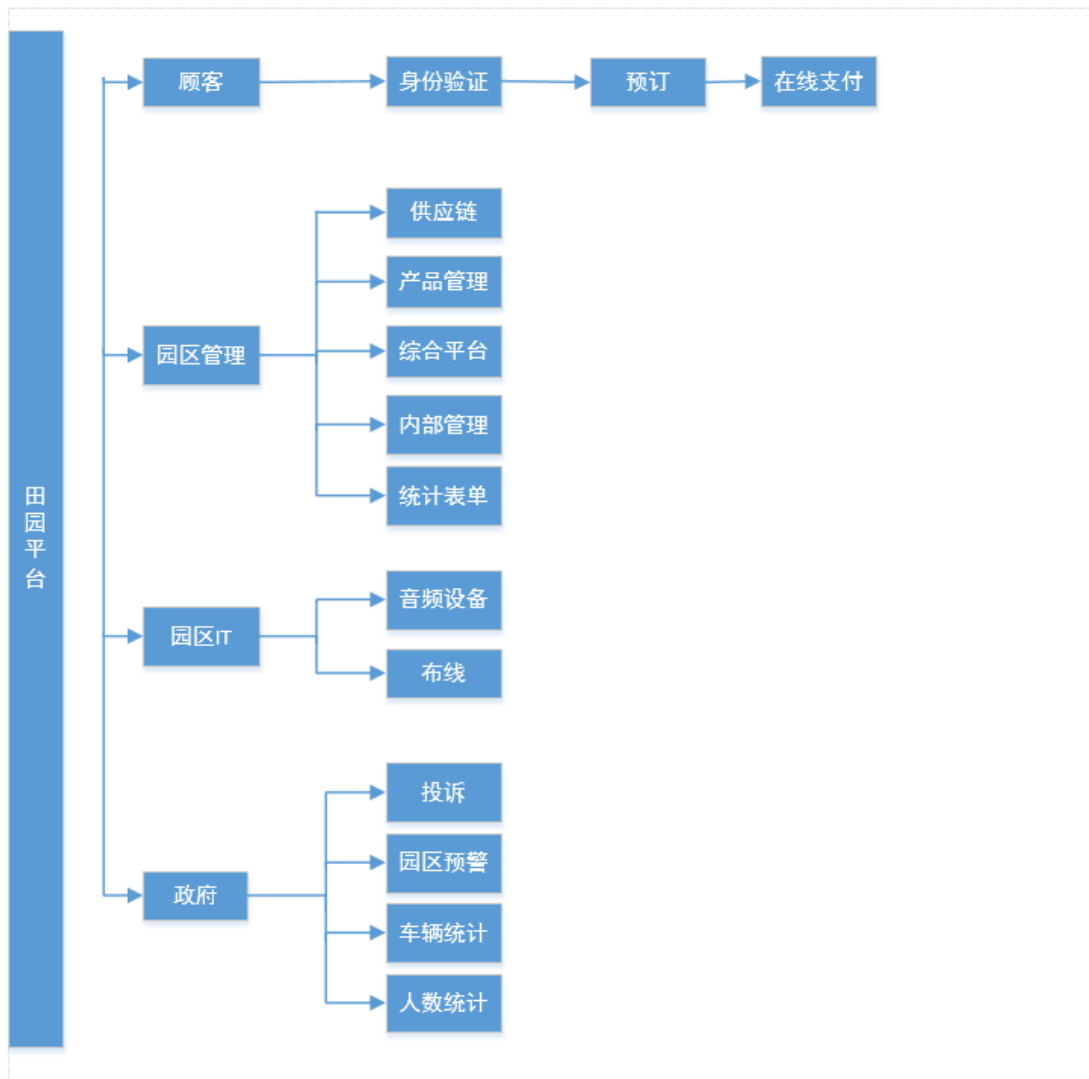 田园平台
顾客
身份验证
预订
在线支付
园区管理
供应链
产品管理
综合平台
内部管理
统计表单
园区IT
音频设备
布线
政府
投诉
园区预警
车辆统计
人数统计